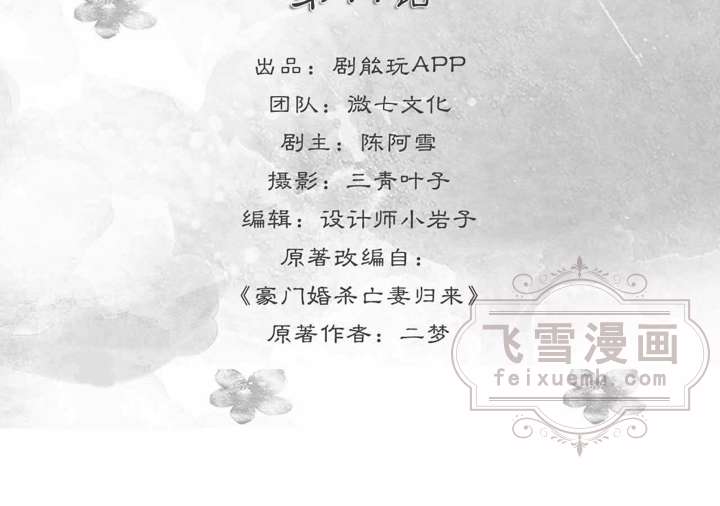 出品：剧能玩APP
团队：微七文化
剧主：陈阿雪
摄影：三青叶子
编辑：设计师小岩子
原著改编自：
《豪门婚杀亡妻归来》
原著作者：二梦
飞雪漫画
feixuemh.com